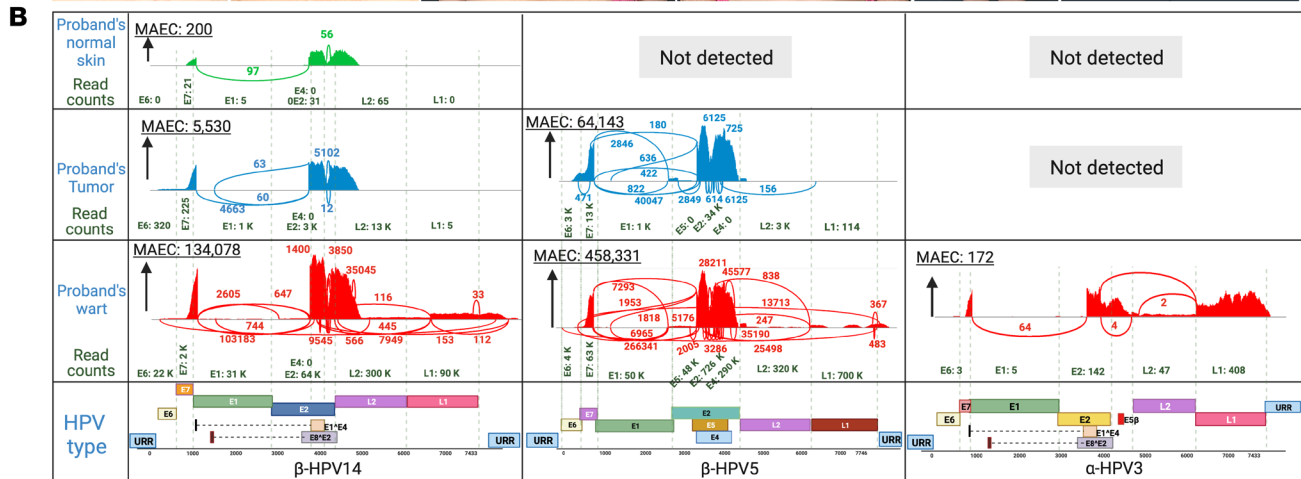 B
Proband's
normal
skin
Read
counts
MAEC: 200
56
97
E6: 0
E7: 21
E1: 5
E4: 0
0E2: 31
L2: 65
L1: 0
Not detected
Not detected
Proband's
Tumor
Read
counts
MAEC: 5,530
63
5102
60
4663
12
E6: 320
E7: 225
E1: 1 K
E4: 0
E2: 3 K
L2: 13 K
L1: 5
MAEC: 64,143
180
6125
725
2846
636
422
822
156
471
40047
2849
614
6125
E6: 3 K
E7: 13 K
E1: 1 K
E5: 0
E2: 34 K
E4: 0
L2: 3 K
L1: 114
Not detected
Proband's
wart
Read
counts
MAEC: 134,078
1400
3850
35045
2605
647
116
33
744
445
103183
9545
566
7949
153
112
E6: 22 K
E7: 2 K
E1: 31 K
E4: 0
E2: 64 K
L2: 300 K
L1: 90 K
MAEC: 458,331
28211
45577
838
7293
1953
13713
367
1818
5176
247
6965
35190
266341
2005
3286
25498
483
E6: 4 K
E7: 63 K
E1: 50 K
E5: 48 K
E2: 726 K
E4: 290 K
L2: 320 K
L1: 700 K
MAEC: 172
2
64
4
E6: 3
E1: 5
E2: 142
L2: 47
L1: 408
HPV
type
E7
E6
E1
E2
L2
L1
E1^E4
E8^E2
URR
URR
0 1000 2000 3000 4000 5000 6000 7433
β-HPV14
E7
E2
E6
E1
E5
L2
L1
E4
URR
URR
0 1000 2000 3000 4000 5000 6000 7000 7746
β-HPV5
E7
E1
L2
URR
E6
E2
E5β
L1
E1^E4
E8^E2
URR
0 1000 2000 3000 4000 5000 6000 7000 7433
α-HPV3